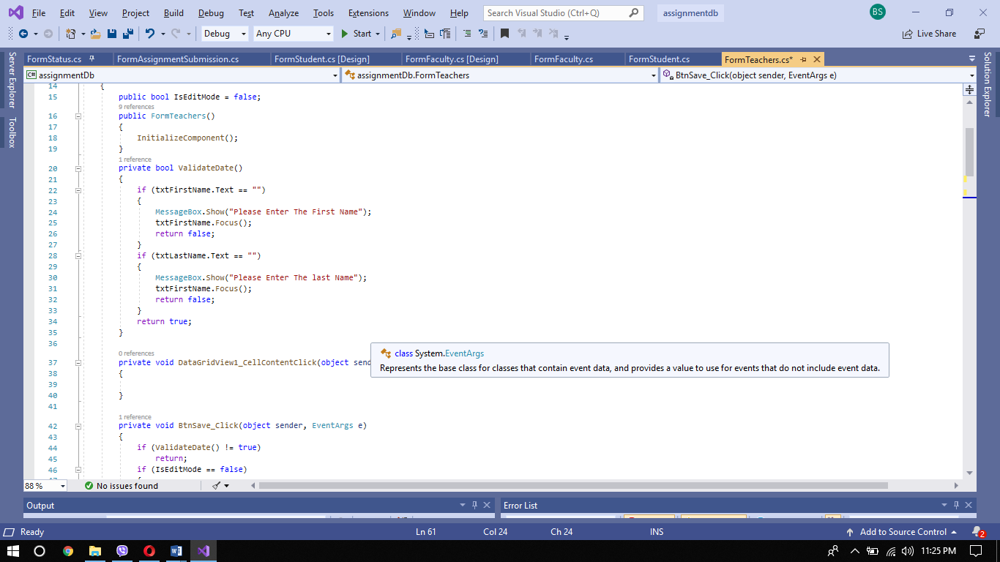 File Edit View Project Build Debug Test Analyze Tools Extensions Window Help Search Visual Studio (Ctrl+Q) assignmentdb BS
Debug Any CPU Start Live Share
FormStatus.cs FormAssignmentSubmission.cs FormStudent.cs [Design] FormFaculty.cs [Design] FormFaculty.cs FormStudent.cs FormTeachers.cs*
Server Explorer
Toolbox
Solution Explorer
C# assignmentDb assignmentDb.FormTeachers BtnSave_Click(object sender, EventArgs e)
14 {
15 public bool IsEditMode = false;
9 references
16 public FormTeachers()
17 {
18 InitializeComponent();
19 }
1 reference
20 private bool ValidateDate()
21 {
22 if (txtFirstName.Text == "")
23 {
24 MessageBox.Show("Please Enter The First Name");
25 txtFirstName.Focus();
26 return false;
27 }
28 if (txtLastName.Text == "")
29 {
30 MessageBox.Show("Please Enter The last Name");
31 txtFirstName.Focus();
32 return false;
33 }
34 return true;
35 }
36
class System.EventArgs
Represents the base class for classes that contain event data, and provides a value to use for events that do not include event data.
0 references
37 private void DataGridView1_CellContentClick(object send
38 {
39
40 }
41
1 reference
42 private void BtnSave_Click(object sender, EventArgs e)
43 {
44 if (ValidateDate() != true)
45 return;
46 if (IsEditMode == false)
88 % No issues found
Output Error List
Ready Ln 61 Col 24 Ch 24 INS Add to Source Control 2
11:25 PM